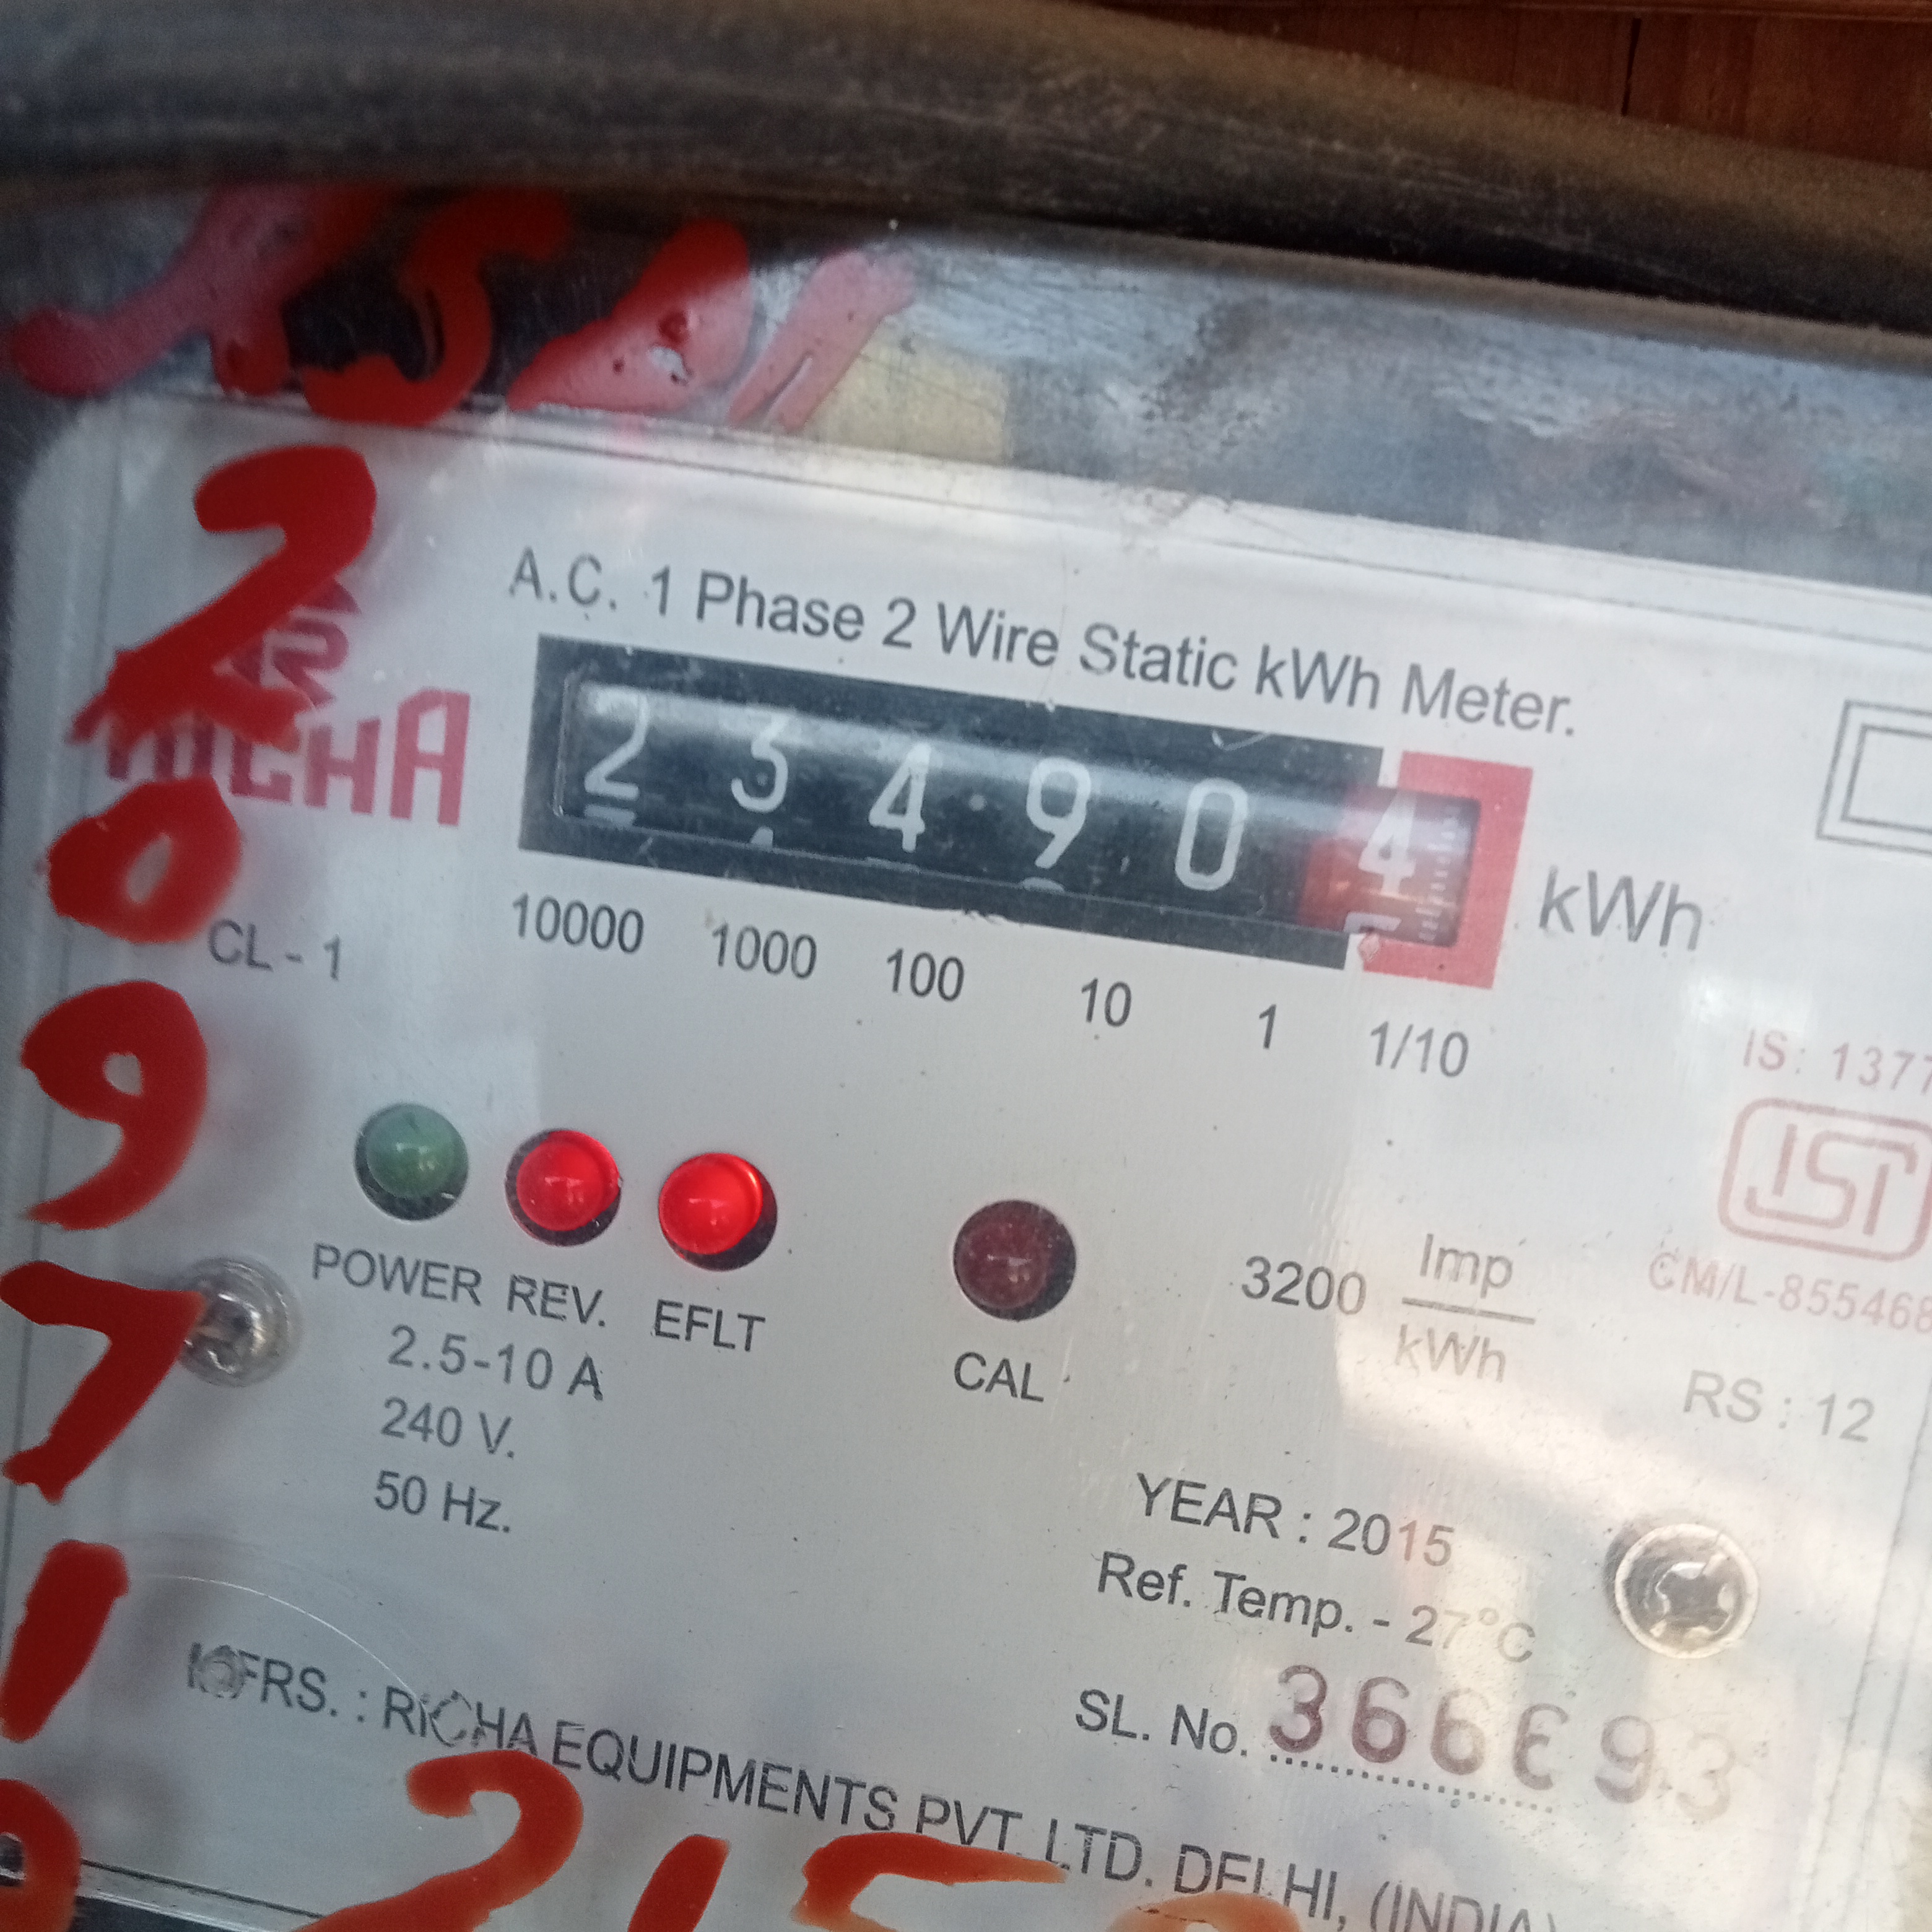 2
0
9
7
1
A.C. 1 Phase 2 Wire Static kWh Meter.
RICHA
2 3 4 9 0 4 kWh
10000 1000 100 10 1 1/10
CL - 1
IS: 1377
ISI
CM/L-855468
POWER REV. EFLT CAL
3200 Imp/kWh
2.5-10 A
240 V.
50 Hz.
RS : 12
YEAR : 2015
Ref. Temp. - 27°C
SL. No. 366693
MFRS. : RICHA EQUIPMENTS PVT. LTD. DELHI, (INDIA)